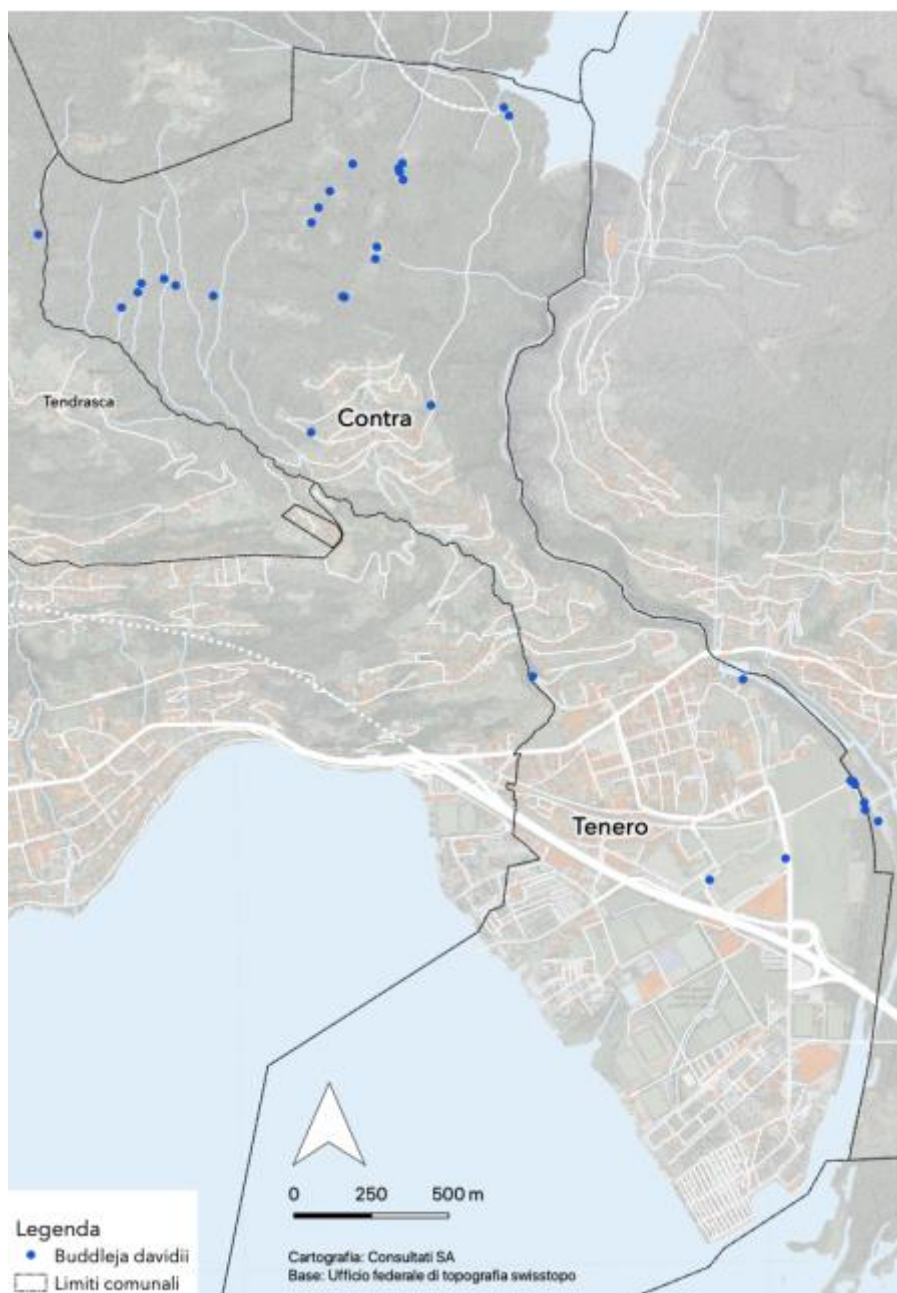 Tendrasca
Contra
Tenero
0 250 500 m
Legenda
Buddleja davidii
Limiti comunali
Cartografia: Consultati SA
Base: Ufficio federale di topografia swisstopo